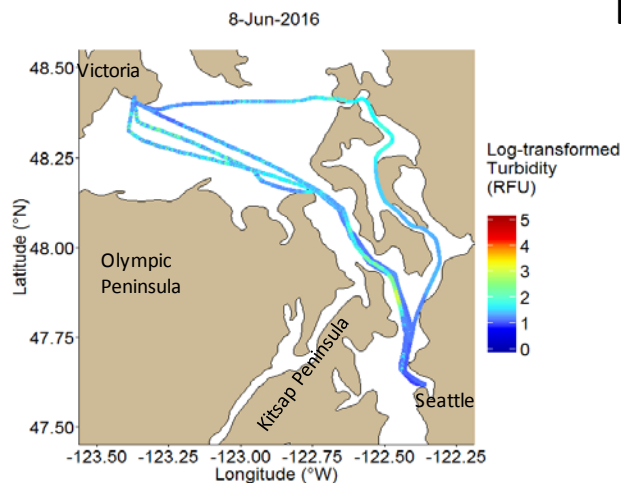 8-Jun-2016
48.50
48.25
48.00
47.75
47.50
Latitude (°N)
Victoria
Olympic
Peninsula
Kitsap Peninsula
Seattle
-123.50
-123.25
-123.00
-122.75
-122.50
-122.25
Longitude (°W)
Log-transformed
Turbidity
(RFU)
5
4
3
2
1
0